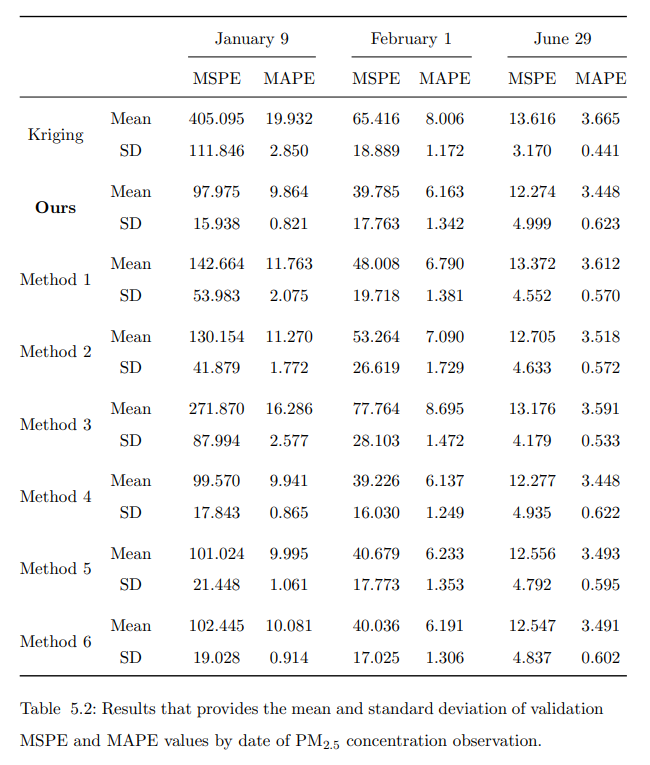 January 9 February 1 June 29
MSPE MAPE MSPE MAPE MSPE MAPE
Kriging
Mean 405.095 19.932 65.416 8.006 13.616 3.665
SD 111.846 2.850 18.889 1.172 3.170 0.441
Ours
Mean 97.975 9.864 39.785 6.163 12.274 3.448
SD 15.938 0.821 17.763 1.342 4.999 0.623
Method 1
Mean 142.664 11.763 48.008 6.790 13.372 3.612
SD 53.983 2.075 19.718 1.381 4.552 0.570
Method 2
Mean 130.154 11.270 53.264 7.090 12.705 3.518
SD 41.879 1.772 26.619 1.729 4.633 0.572
Method 3
Mean 271.870 16.286 77.764 8.695 13.176 3.591
SD 87.994 2.577 28.103 1.472 4.179 0.533
Method 4
Mean 99.570 9.941 39.226 6.137 12.277 3.448
SD 17.843 0.865 16.030 1.249 4.935 0.622
Method 5
Mean 101.024 9.995 40.679 6.233 12.556 3.493
SD 21.448 1.061 17.773 1.353 4.792 0.595
Method 6
Mean 102.445 10.081 40.036 6.191 12.547 3.491
SD 19.028 0.914 17.025 1.306 4.837 0.602
Table 5.2: Results that provides the mean and standard deviation of validation
MSPE and MAPE values by date of PM2.5 concentration observation.